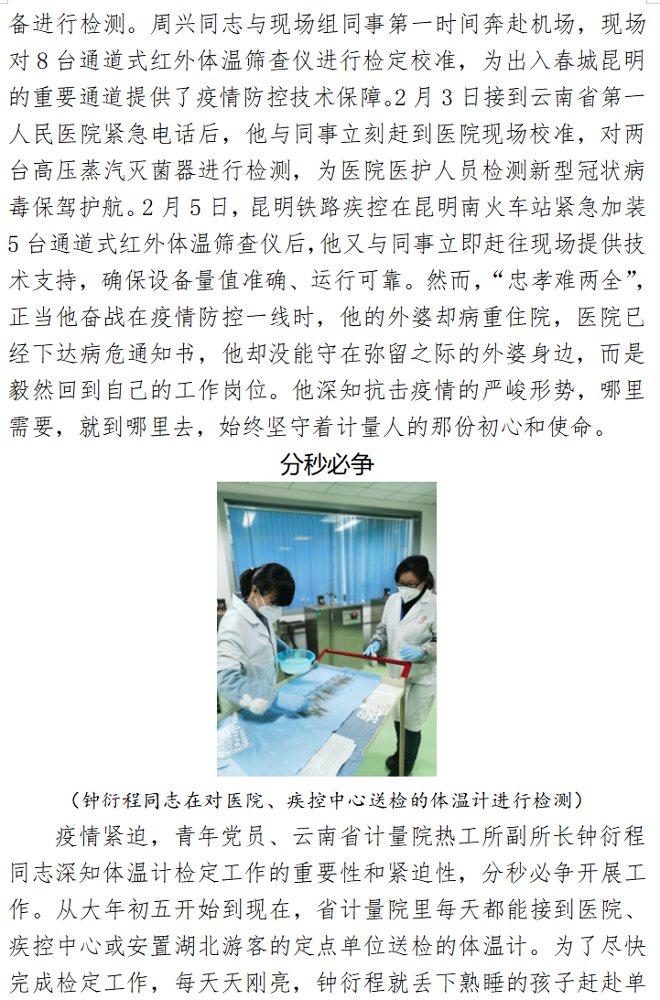 备进行检测。周兴同志与现场组同事第一时间奔赴机场，现场
对8台通道式红外体温筛查仪进行检定校准，为出入春城昆明
的重要通道提供了疫情防控技术保障。2月3日接到云南省第一
人民医院紧急电话后，他与同事立刻赶到医院现场校准，对两
台高压蒸汽灭菌器进行检测，为医院医护人员检测新型冠状病
毒保驾护航。2月5日，昆明铁路疾控在昆明南火车站紧急加装
5台通道式红外体温筛查仪后，他又与同事立即赶往现场提供技
术支持，确保设备量值准确、运行可靠。然而，“忠孝难两全”，
正当他奋战在疫情防控一线时，他的外婆却病重住院，医院已
经下达病危通知书，他却没能守在弥留之际的外婆身边，而是
毅然回到自己的工作岗位。他深知抗击疫情的严峻形势，哪里
需要，就到哪里去，始终坚守着计量人的那份初心和使命。
分秒必争
（钟衍程同志在对医院、疾控中心送检的体温计进行检测）
疫情紧迫，青年党员、云南省计量院热工所副所长钟衍程
同志深知体温计检定工作的重要性和紧迫性，分秒必争开展工
作。从大年初五开始到现在，省计量院里每天都能接到医院、
疾控中心或安置湖北游客的定点单位送检的体温计。为了尽快
完成检定工作，每天天刚亮，钟衍程就丢下熟睡的孩子赶赴单